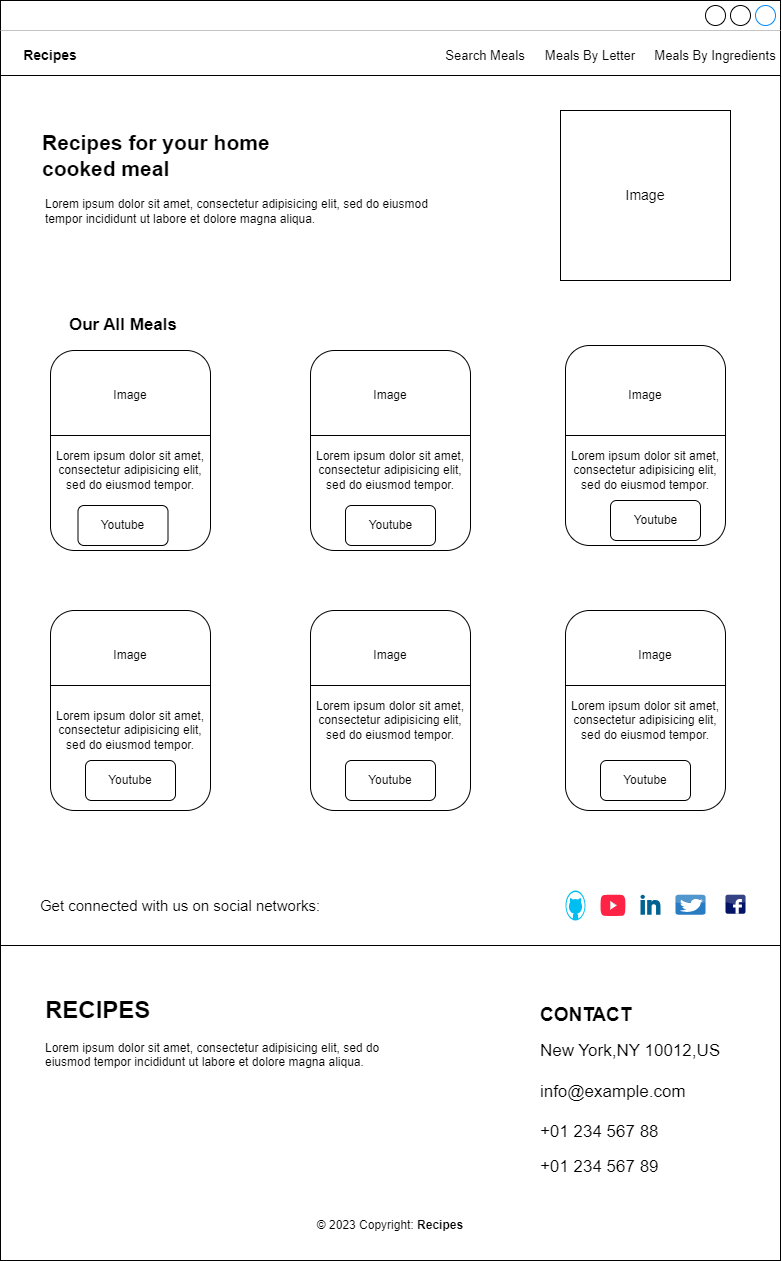 Recipes
Search Meals
Meals By Letter
Meals By Ingredients
Recipes for your home
cooked meal
Lorem ipsum dolor sit amet, consectetur adipisicing elit, sed do eiusmod
tempor incididunt ut labore et dolore magna aliqua.
Image
Our All Meals
Image
Lorem ipsum dolor sit amet,
consectetur adipisicing elit,
sed do eiusmod tempor.
Youtube
Image
Lorem ipsum dolor sit amet,
consectetur adipisicing elit,
sed do eiusmod tempor.
Youtube
Image
Lorem ipsum dolor sit amet,
consectetur adipisicing elit,
sed do eiusmod tempor.
Youtube
Image
Lorem ipsum dolor sit amet,
consectetur adipisicing elit,
sed do eiusmod tempor.
Youtube
Image
Lorem ipsum dolor sit amet,
consectetur adipisicing elit,
sed do eiusmod tempor.
Youtube
Image
Lorem ipsum dolor sit amet,
consectetur adipisicing elit,
sed do eiusmod tempor.
Youtube
Get connected with us on social networks:
RECIPES
Lorem ipsum dolor sit amet, consectetur adipisicing elit, sed do
eiusmod tempor incididunt ut labore et dolore magna aliqua.
CONTACT
New York,NY 10012,US
info@example.com
+01 234 567 88
+01 234 567 89
© 2023 Copyright: Recipes